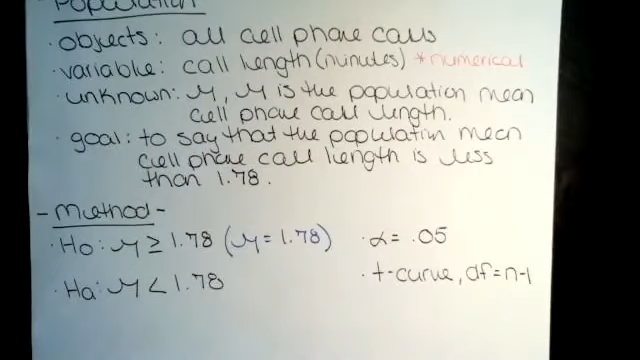 Population
· objects: all cell phone calls
· variable: call length (minutes) *numerical
· unknown: μ, μ is the population mean
cell phone call length.
· goal: to say that the population mean
cell phone call length is less
than 1.78.
- Method -
· Ho: μ ≥ 1.78 (μ = 1.78) · α = .05
· Ha: μ < 1.78 · t-curve, df = n-1